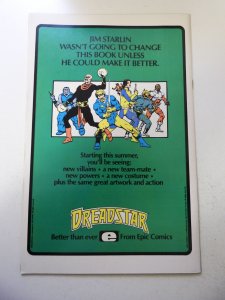 JIM STARLIN
WASN'T GOING TO CHANGE
THIS BOOK UNLESS
HE COULD MAKE IT BETTER.
Starting this summer,
you'll be seeing:
new villains • a new team-mate •
new powers • a new costume •
plus the same great artwork and action
DREADSTAR
Better than ever e From Epic Comics